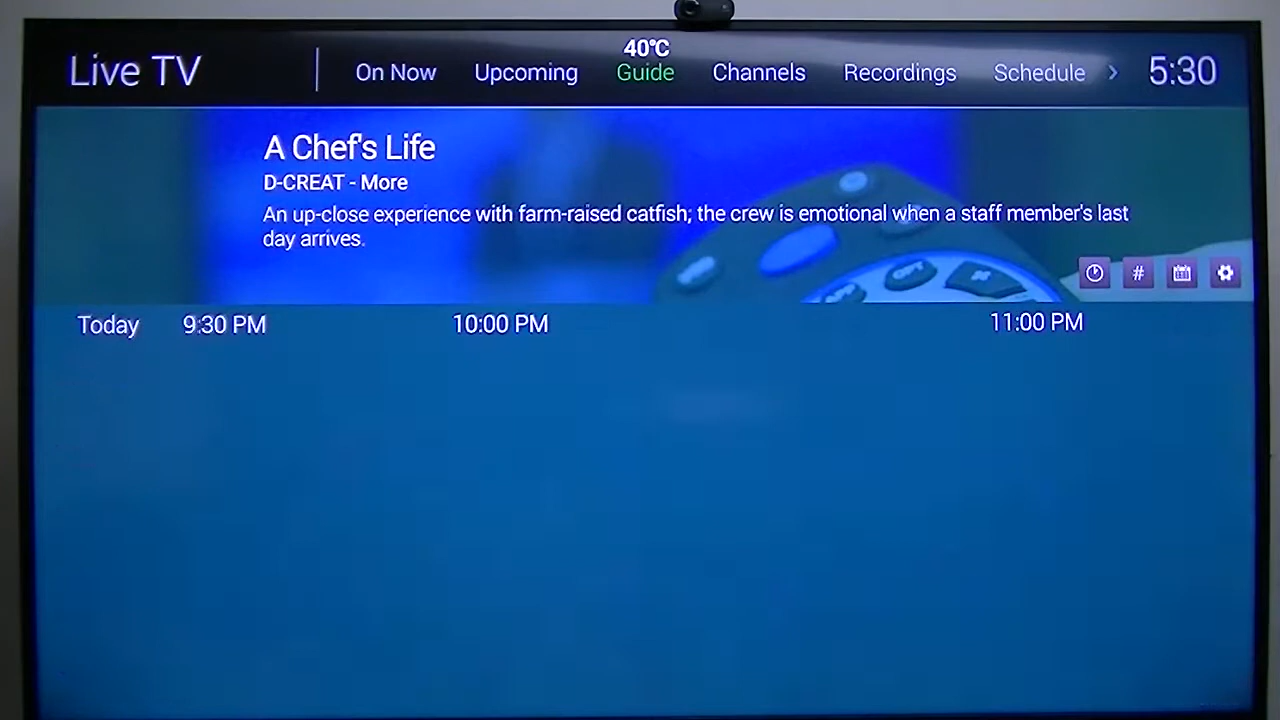 Live TV
On Now
Upcoming
40°C
Guide
Channels
Recordings
Schedule
5:30
A Chef's Life
D-CREAT - More
An up-close experience with farm-raised catfish; the crew is emotional when a staff member's last
day arrives.
#
Today 9:30 PM 10:00 PM 11:00 PM